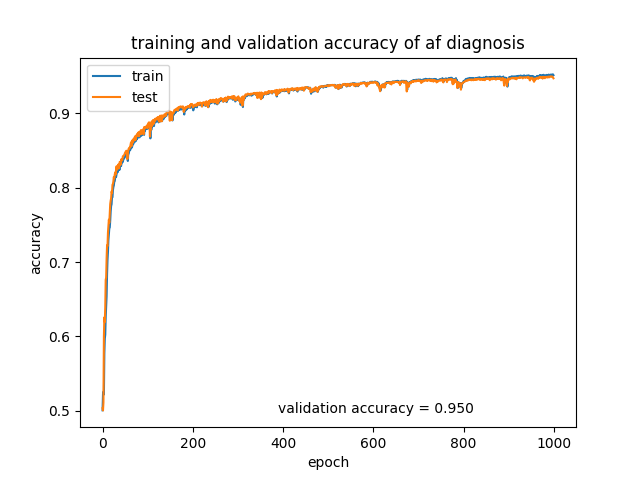 training and validation accuracy of af diagnosis
train
test
0.9
0.8
0.7
0.6
0.5
accuracy
validation accuracy = 0.950
0 200 400 600 800 1000
epoch